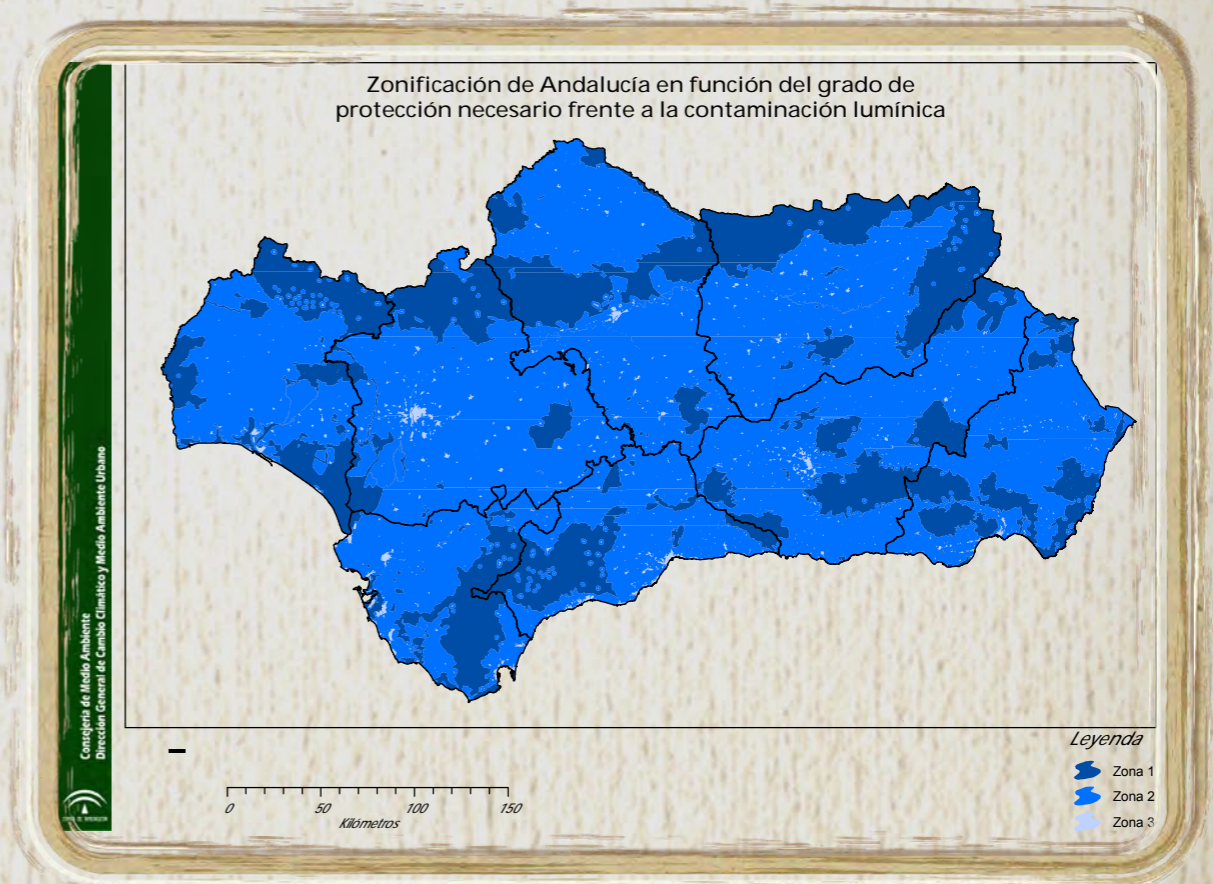 Zonificación de Andalucía en función del grado de
protección necesario frente a la contaminación lumínica
Consejería de Medio Ambiente
Dirección General de Cambio Climático y Medio Ambiente Urbano
0 50 100 150
Kilómetros
Leyenda
Zona 1
Zona 2
Zona 3